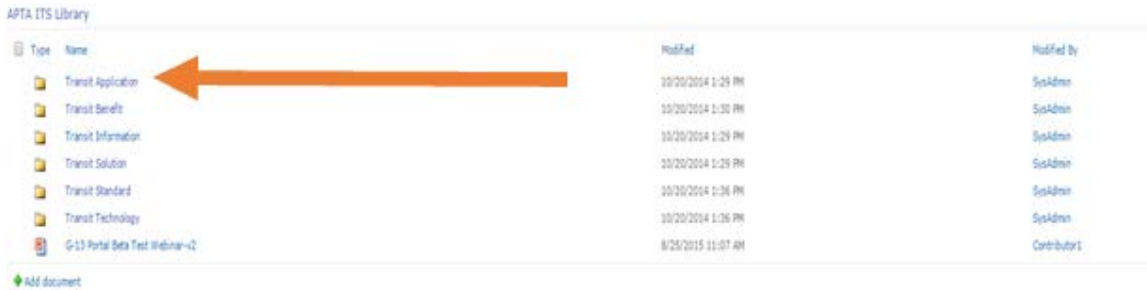 APTA ITS Library
Type Name Modified Modified By
Transit Application 10/20/2014 1:29 PM SysAdmin
Transit Benefit 10/20/2014 1:30 PM SysAdmin
Transit Information 10/20/2014 1:29 PM SysAdmin
Transit Solution 10/20/2014 1:29 PM SysAdmin
Transit Standard 10/20/2014 1:36 PM SysAdmin
Transit Technology 10/20/2014 1:36 PM SysAdmin
G-13 Portal Beta Test Webinar-v2 8/25/2015 11:07 AM Contributor1
Add document